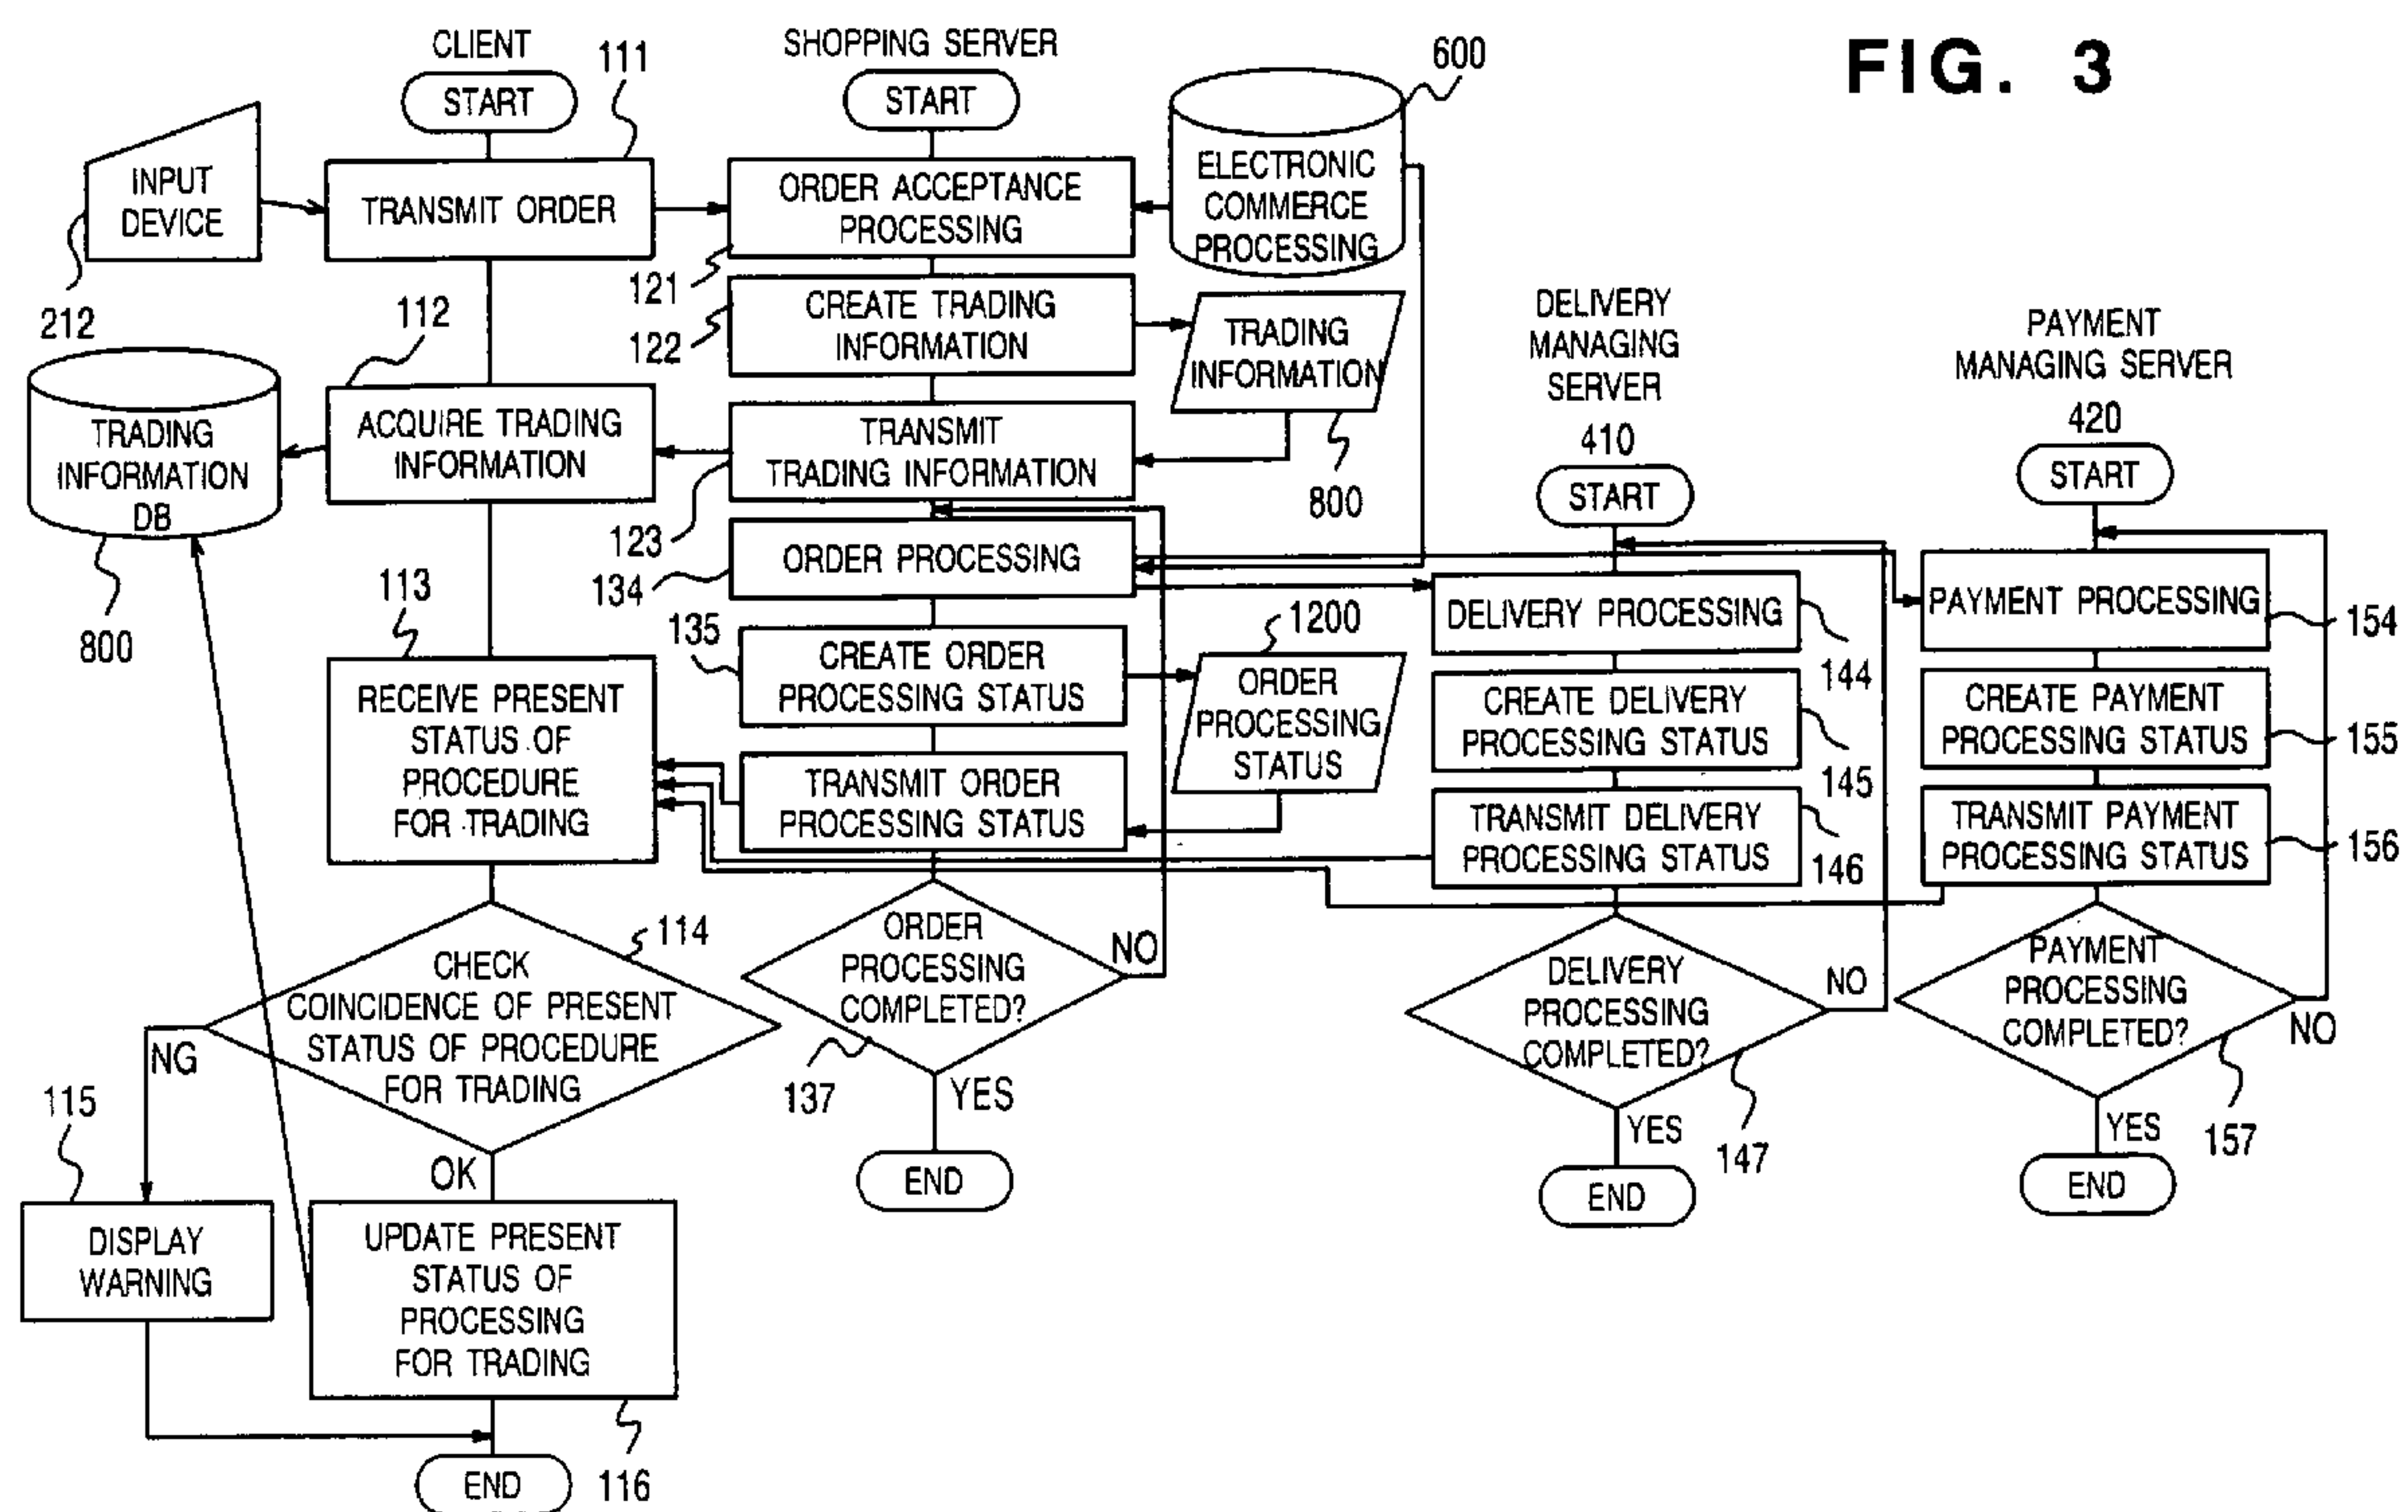 FIG. 3
CLIENT
START
111
INPUT
DEVICE
212
TRANSMIT ORDER
112
ACQUIRE TRADING
INFORMATION
TRADING
INFORMATION
DB
800
113
RECEIVE PRESENT
STATUS OF
PROCEDURE
FOR TRADING
114
CHECK
COINCIDENCE OF PRESENT
STATUS OF PROCEDURE
FOR TRADING
NG
OK
115
DISPLAY
WARNING
UPDATE PRESENT
STATUS OF
PROCESSING
FOR TRADING
116
END
SHOPPING SERVER
START
600
ELECTRONIC
COMMERCE
PROCESSING
ORDER ACCEPTANCE
PROCESSING
121
CREATE TRADING
INFORMATION
122
TRADING
INFORMATION
800
TRANSMIT
TRADING INFORMATION
123
ORDER PROCESSING
134
135
CREATE ORDER
PROCESSING STATUS
1200
ORDER
PROCESSING
STATUS
TRANSMIT ORDER
PROCESSING STATUS
ORDER
PROCESSING
COMPLETED?
NO
137
YES
END
DELIVERY
MANAGING
SERVER
410
START
DELIVERY PROCESSING
144
CREATE DELIVERY
PROCESSING STATUS
145
TRANSMIT DELIVERY
PROCESSING STATUS
146
DELIVERY
PROCESSING
COMPLETED?
NO
147
YES
END
PAYMENT
MANAGING SERVER
420
START
PAYMENT PROCESSING
154
CREATE PAYMENT
PROCESSING STATUS
155
TRANSMIT PAYMENT
PROCESSING STATUS
156
PAYMENT
PROCESSING
COMPLETED?
NO
157
YES
END